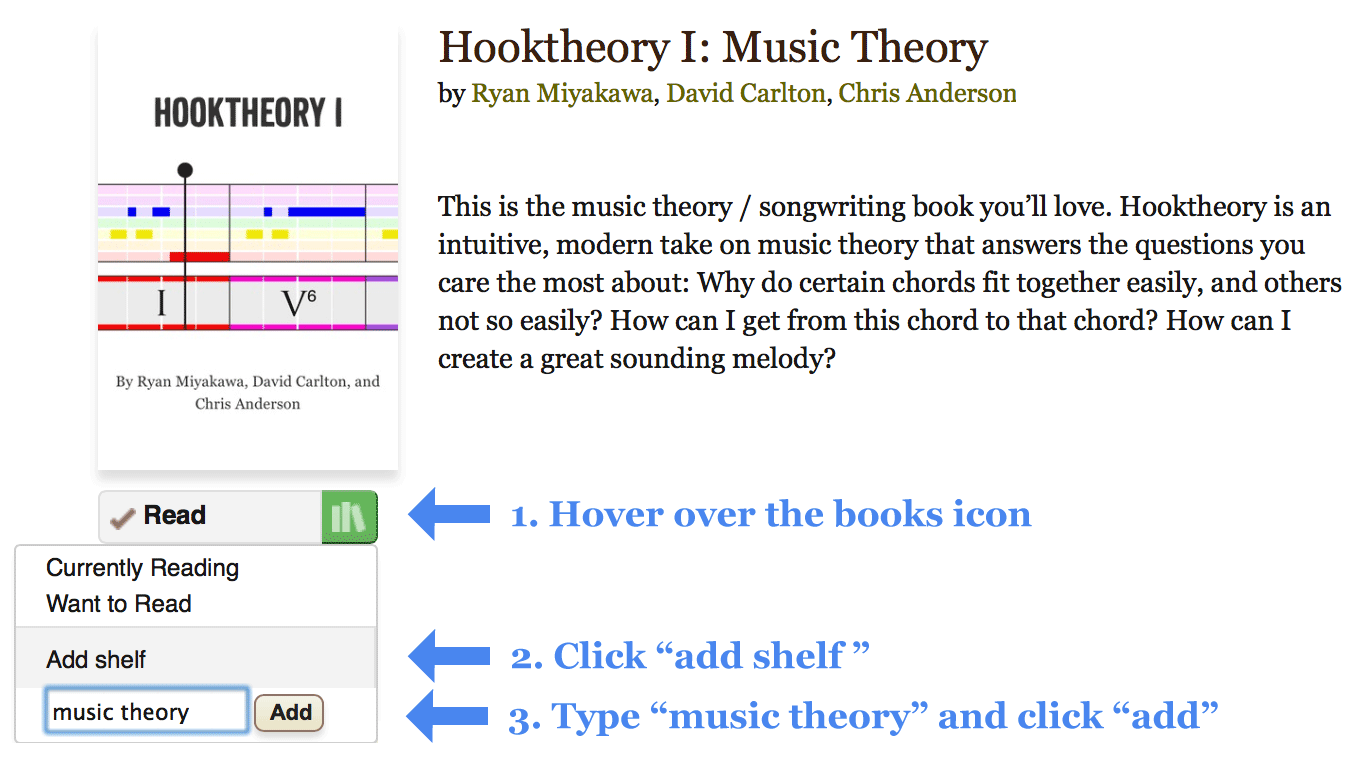 HOOKTHEORY I
I
V6
By Ryan Miyakawa, David Carlton, and
Chris Anderson
Hooktheory I: Music Theory
by Ryan Miyakawa, David Carlton, Chris Anderson
This is the music theory / songwriting book you’ll love. Hooktheory is an
intuitive, modern take on music theory that answers the questions you
care the most about: Why do certain chords fit together easily, and others
not so easily? How can I get from this chord to that chord? How can I
create a great sounding melody?
Read
1. Hover over the books icon
Currently Reading
Want to Read
Add shelf
2. Click “add shelf ”
music theory
Add
3. Type “music theory” and click “add”